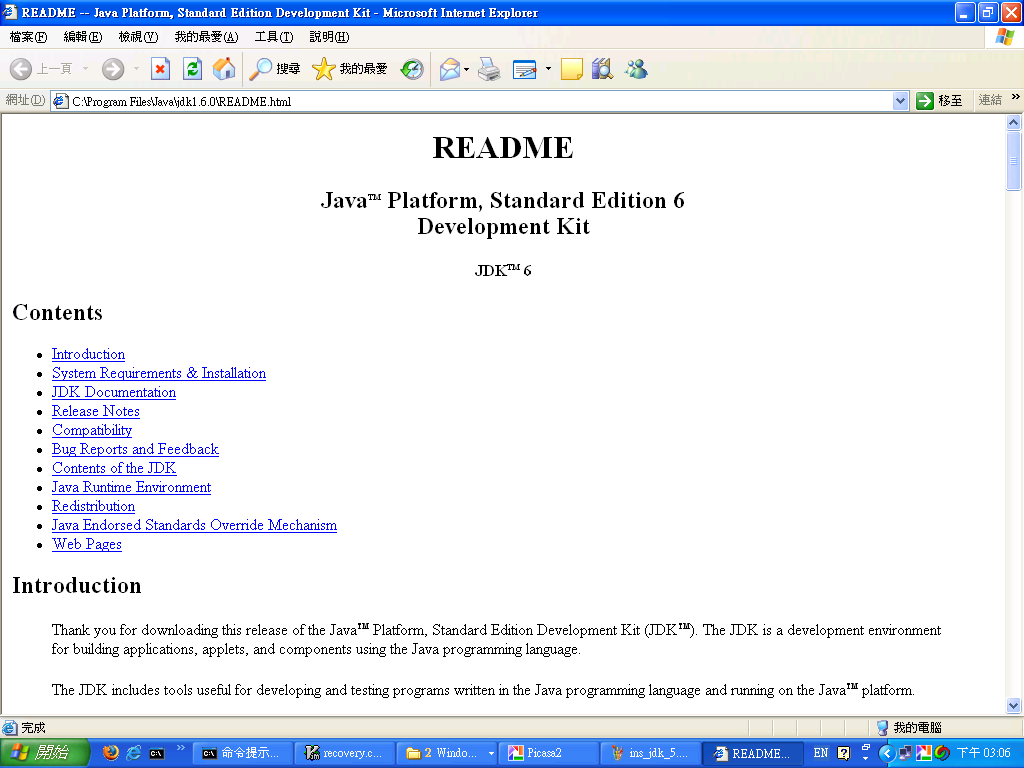 README -- Java Platform, Standard Edition Development Kit - Microsoft Internet Explorer
檔案(F) 編輯(E) 檢視(V) 我的最愛(A) 工具(T) 說明(H)
上一頁 搜尋 我的最愛
網址(D) C:\Program Files\Java\jdk1.6.0\README.html 移至 連結 »
README
Java™ Platform, Standard Edition 6
Development Kit
JDK™ 6
Contents
• Introduction
• System Requirements & Installation
• JDK Documentation
• Release Notes
• Compatibility
• Bug Reports and Feedback
• Contents of the JDK
• Java Runtime Environment
• Redistribution
• Java Endorsed Standards Override Mechanism
• Web Pages
Introduction
Thank you for downloading this release of the Java™ Platform, Standard Edition Development Kit (JDK™). The JDK is a development environment
for building applications, applets, and components using the Java programming language.
The JDK includes tools useful for developing and testing programs written in the Java programming language and running on the Java™ platform.
完成 我的電腦
開始 » 命令提示... recovery.c... 2 Windo... Picasa2 ins_jdk_5.... README... EN 下午 03:06